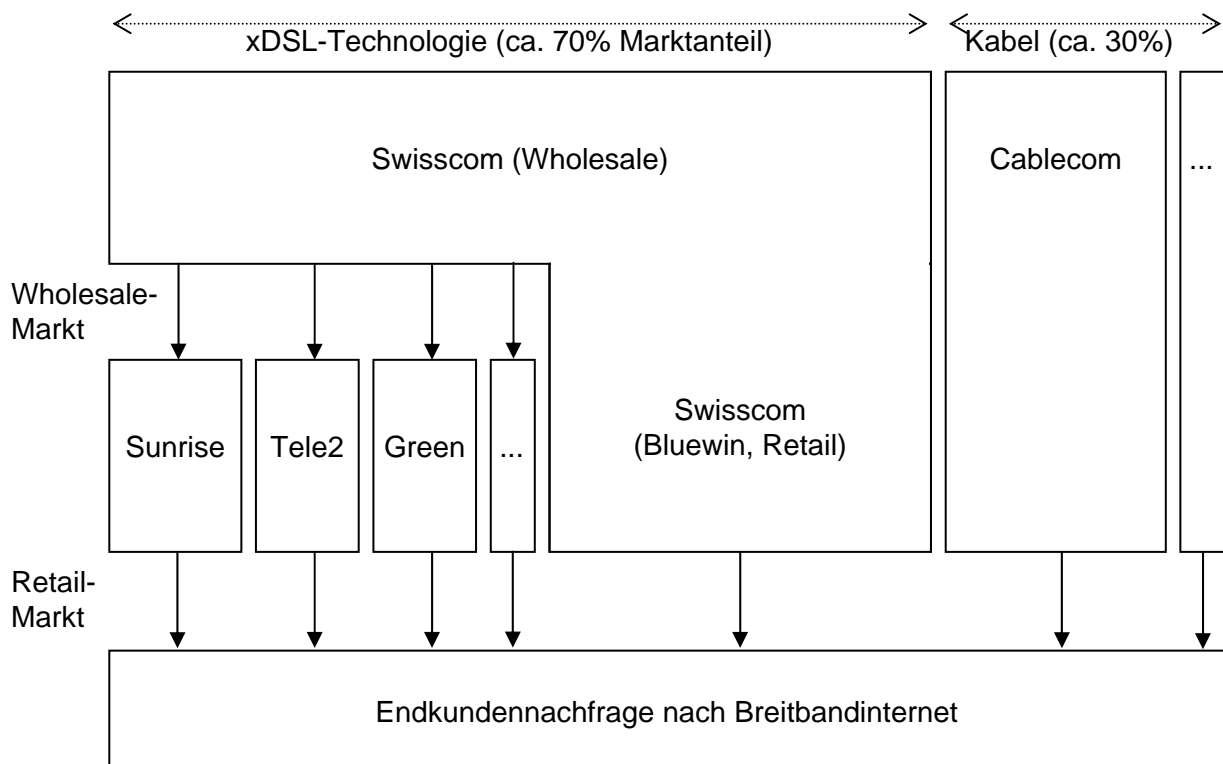 xDSL-Technologie (ca. 70% Marktanteil)
Kabel (ca. 30%)
Swisscom (Wholesale)
Cablecom
...
Wholesale-
Markt
Sunrise
Tele2
Green
...
Swisscom
(Bluewin, Retail)
Retail-
Markt
Endkundennachfrage nach Breitbandinternet